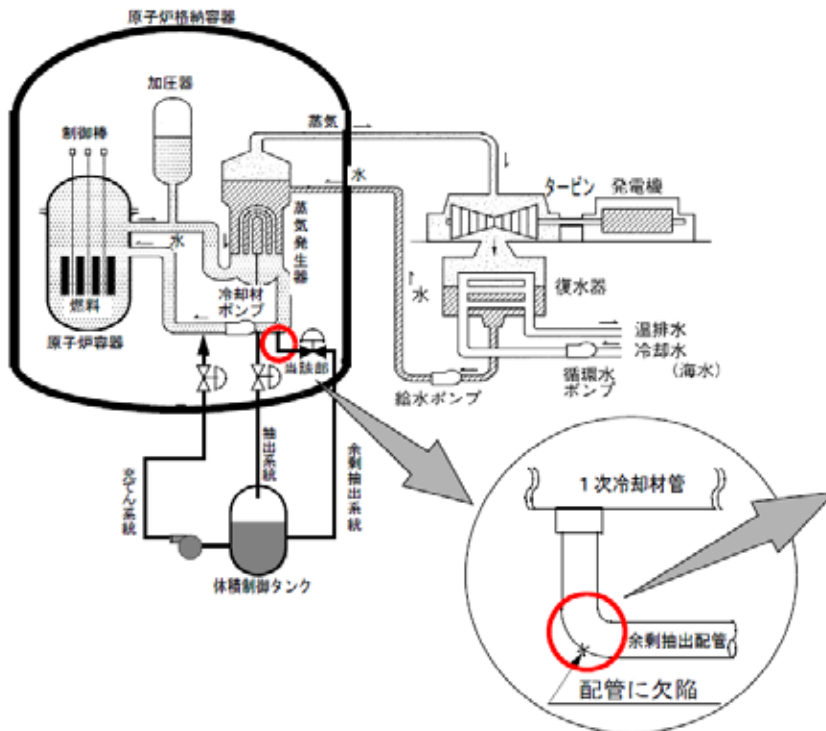 原子炉格納容器
加圧器
制御棒
蒸気
水
タービン
発電機
蒸気発生器
水
冷却材
ポンプ
燃料
原子炉容器
当該部
水
復水器
温排水
冷却水
(海水)
循環水
ポンプ
給水ポンプ
充てん系統
抽出系統
余剰抽出系統
体積制御タンク
1次冷却材管
余剰抽出配管
配管に欠陥